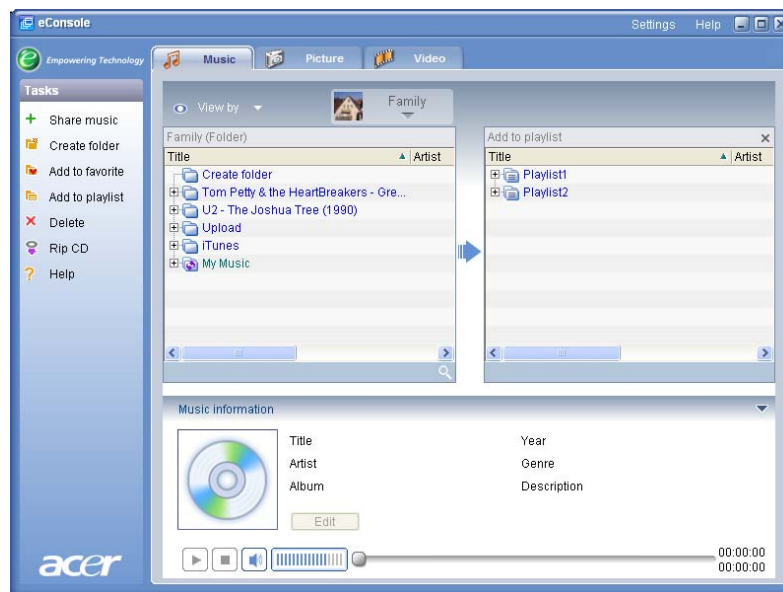 eConsole
Settings Help
Empowering Technology
Music Picture Video
Tasks
Share music
Create folder
Add to favorite
Add to playlist
Delete
Rip CD
Help
View by
Family
Family (Folder)
Title Artist
Create folder
Tom Petty & the HeartBreakers - Gre...
U2 - The Joshua Tree (1990)
Upload
iTunes
My Music
Add to playlist
Title Artist
Playlist1
Playlist2
Music information
Title Year
Artist Genre
Album Description
Edit
00:00:00
00:00:00
acer